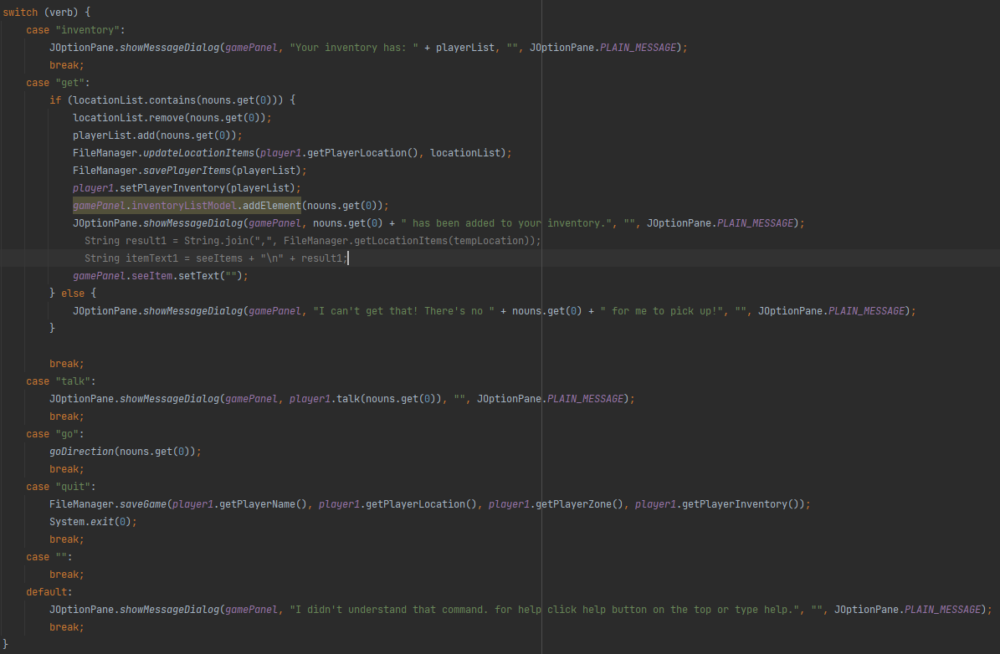 switch (verb) {
    case "inventory":
        JOptionPane.showMessageDialog(gamePanel, "Your inventory has: " + playerList, "", JOptionPane.PLAIN_MESSAGE);
        break;
    case "get":
        if (locationList.contains(nouns.get(0))) {
            locationList.remove(nouns.get(0));
            playerList.add(nouns.get(0));
            FileManager.updateLocationItems(player1.getPlayerLocation(), locationList);
            FileManager.savePlayerItems(playerList);
            player1.setPlayerInventory(playerList);
            gamePanel.inventoryListModel.addElement(nouns.get(0));
            JOptionPane.showMessageDialog(gamePanel, nouns.get(0) + " has been added to your inventory.", "", JOptionPane.PLAIN_MESSAGE);
              String result1 = String.join(",", FileManager.getLocationItems(tempLocation));
              String itemText1 = seeItems + "\n" + result1;
            gamePanel.seeItem.setText("");
        } else {
            JOptionPane.showMessageDialog(gamePanel, "I can't get that! There's no " + nouns.get(0) + " for me to pick up!", "", JOptionPane.PLAIN_MESSAGE);
        }

        break;
    case "talk":
        JOptionPane.showMessageDialog(gamePanel, player1.talk(nouns.get(0)), "", JOptionPane.PLAIN_MESSAGE);
        break;
    case "go":
        goDirection(nouns.get(0));
        break;
    case "quit":
        FileManager.saveGame(player1.getPlayerName(), player1.getPlayerLocation(), player1.getPlayerZone(), player1.getPlayerInventory());
        System.exit(0);
        break;
    case "":
        break;
    default:
        JOptionPane.showMessageDialog(gamePanel, "I didn't understand that command. for help click help button on the top or type help.", "", JOptionPane.PLAIN_MESSAGE);
        break;
}